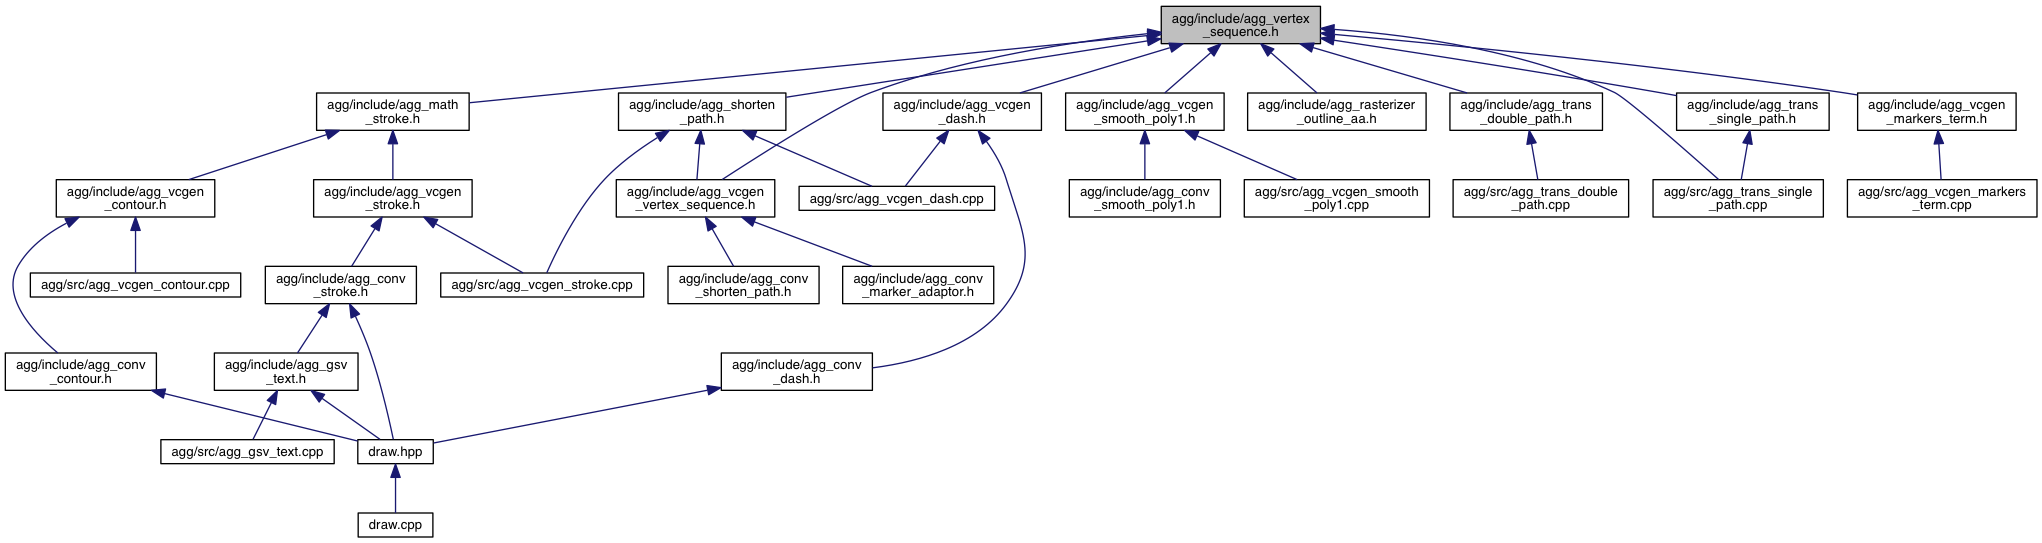 agg/include/agg_vertex
_sequence.h
agg/include/agg_math
_stroke.h
agg/include/agg_shorten
_path.h
agg/include/agg_vcgen
_dash.h
agg/include/agg_vcgen
_smooth_poly1.h
agg/include/agg_rasterizer
_outline_aa.h
agg/include/agg_trans
_double_path.h
agg/include/agg_trans
_single_path.h
agg/include/agg_vcgen
_markers_term.h
agg/include/agg_vcgen
_contour.h
agg/include/agg_vcgen
_stroke.h
agg/include/agg_vcgen
_vertex_sequence.h
agg/src/agg_vcgen_dash.cpp
agg/include/agg_conv
_smooth_poly1.h
agg/src/agg_vcgen_smooth
_poly1.cpp
agg/src/agg_trans_double
_path.cpp
agg/src/agg_trans_single
_path.cpp
agg/src/agg_vcgen_markers
_term.cpp
agg/src/agg_vcgen_contour.cpp
agg/include/agg_conv
_stroke.h
agg/src/agg_vcgen_stroke.cpp
agg/include/agg_conv
_shorten_path.h
agg/include/agg_conv
_marker_adaptor.h
agg/include/agg_conv
_contour.h
agg/include/agg_gsv
_text.h
agg/include/agg_conv
_dash.h
agg/src/agg_gsv_text.cpp
draw.hpp
draw.cpp